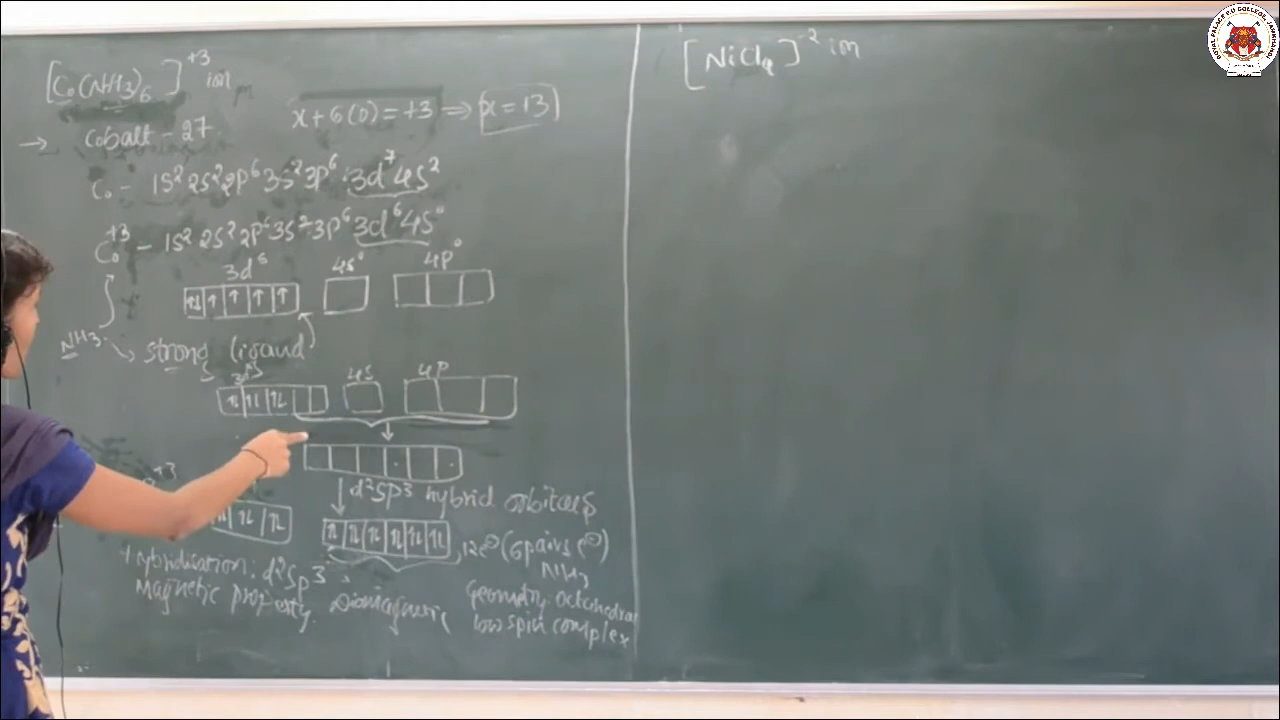 [Co(NH3)6]+3 ion
x + 6(0) = +3 ⇒ x = +3
→ Cobalt - 27
Co - 1s² 2s² 2p⁶ 3s² 3p⁶ 3d⁷ 4s²
Co+3 - 1s² 2s² 2p⁶ 3s² 3p⁶ 3d⁶ 4s⁰
3d⁶ 4s⁰ 4p⁰
NH3 → strong ligand
4s 4p
d²sp³ hybrid orbitals
+3
12e⊖ (6 pairs e⊖)
NH3
Hybridisation: d²sp³
Magnetic property: Diamagnetic
Geometry: octahedral
low spin complex
[NiCl4]-2 ion